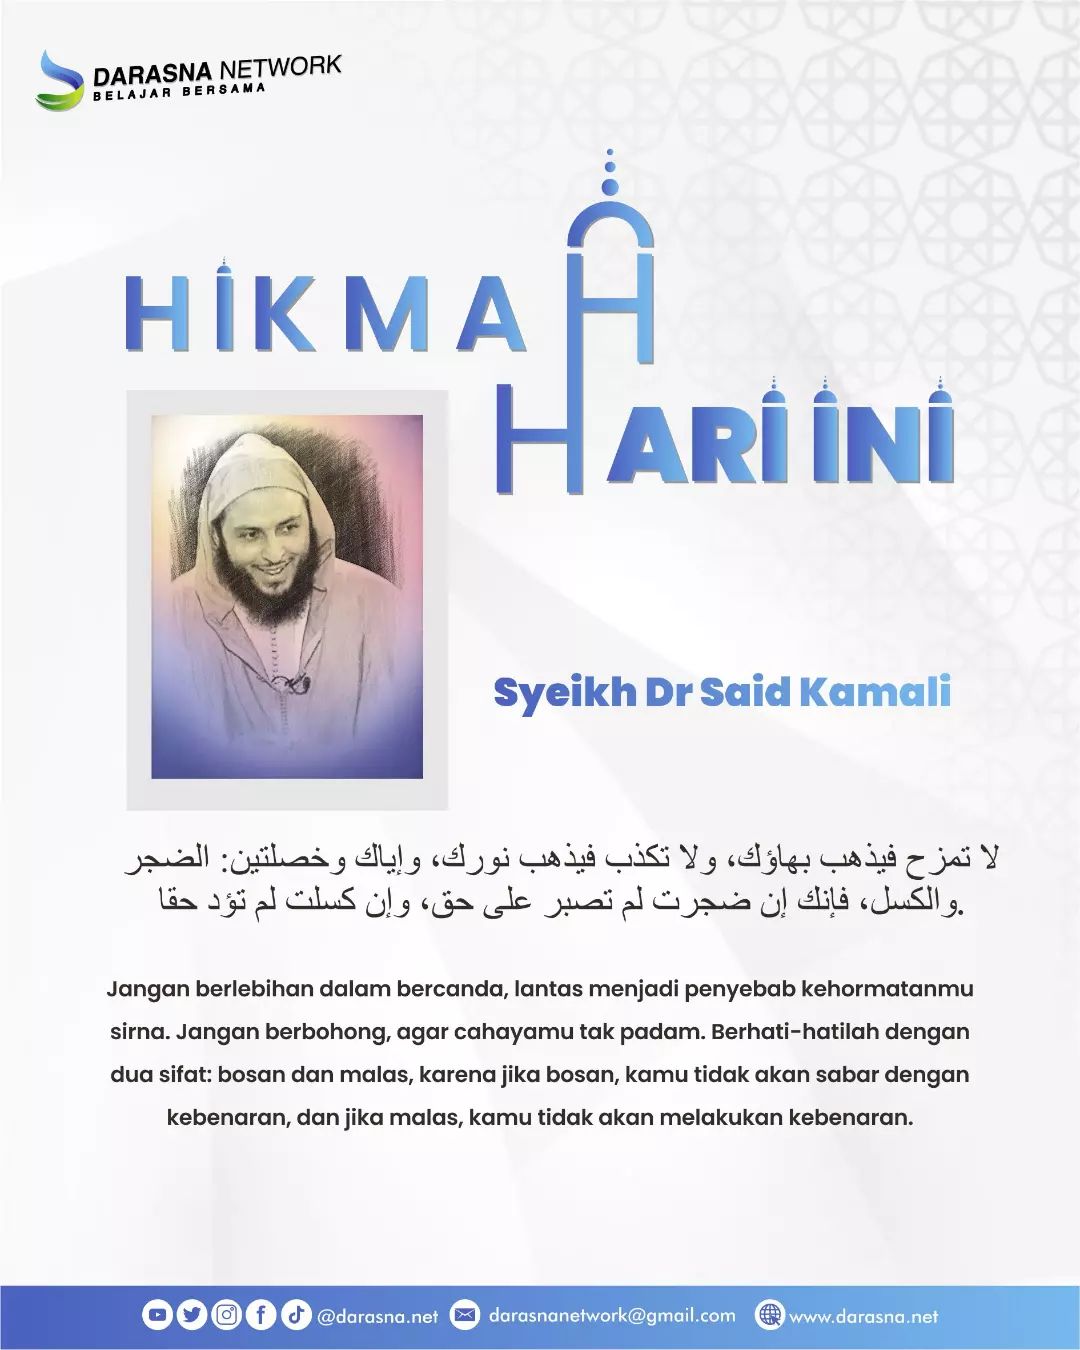 DARASNA NETWORK
BELAJAR BERSAMA
HIKMAH
HARI INI
Syeikh Dr Said Kamali
لا تمزح فيذهب بهاؤك، ولا تكذب فيذهب نورك، وإياك وخصلتين: الضجر
والكسل، فإنك إن ضجرت لم تصبر على حق، وإن كسلت لم تؤد حقا.
Jangan berlebihan dalam bercanda, lantas menjadi penyebab kehormatanmu
sirna. Jangan berbohong, agar cahayamu tak padam. Berhati-hatilah dengan
dua sifat: bosan dan malas, karena jika bosan, kamu tidak akan sabar dengan
kebenaran, dan jika malas, kamu tidak akan melakukan kebenaran.
@darasna.net darasnanetwork@gmail.com www.darasna.net